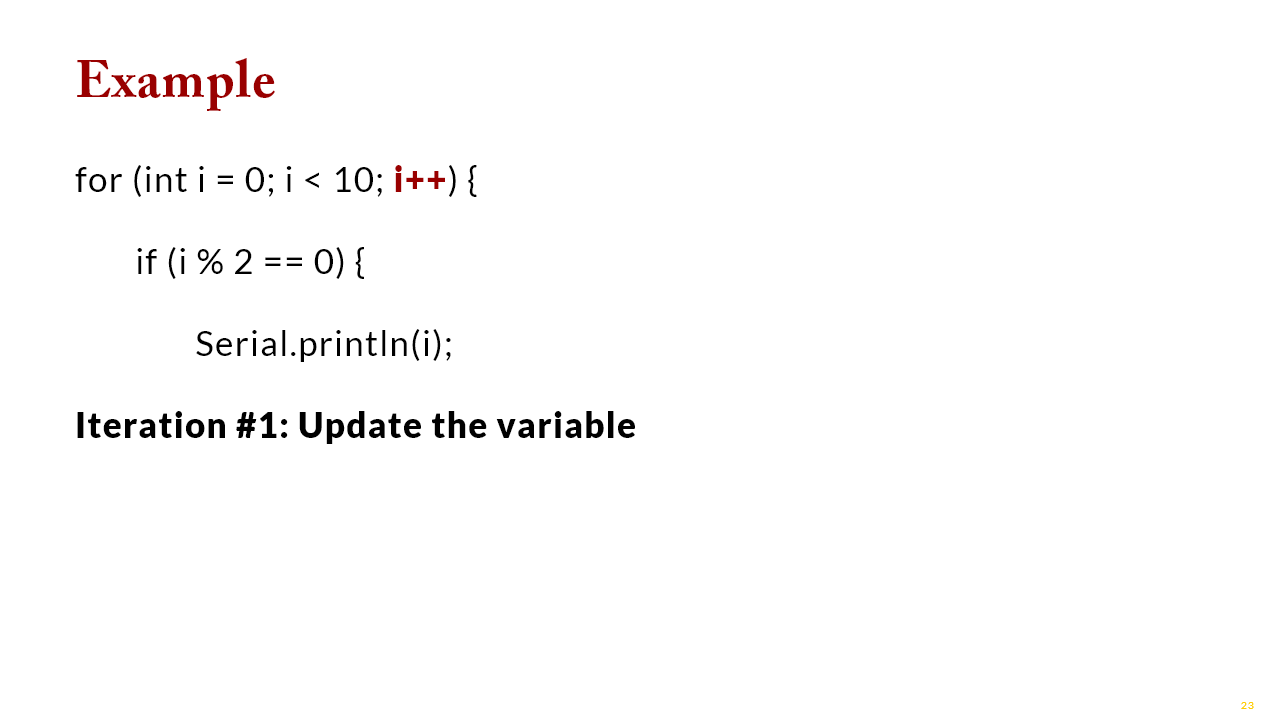 Example
for (int i = 0; i < 10; i++) {
if (i % 2 == 0) {
Serial.println(i);
Iteration #1: Update the variable
23